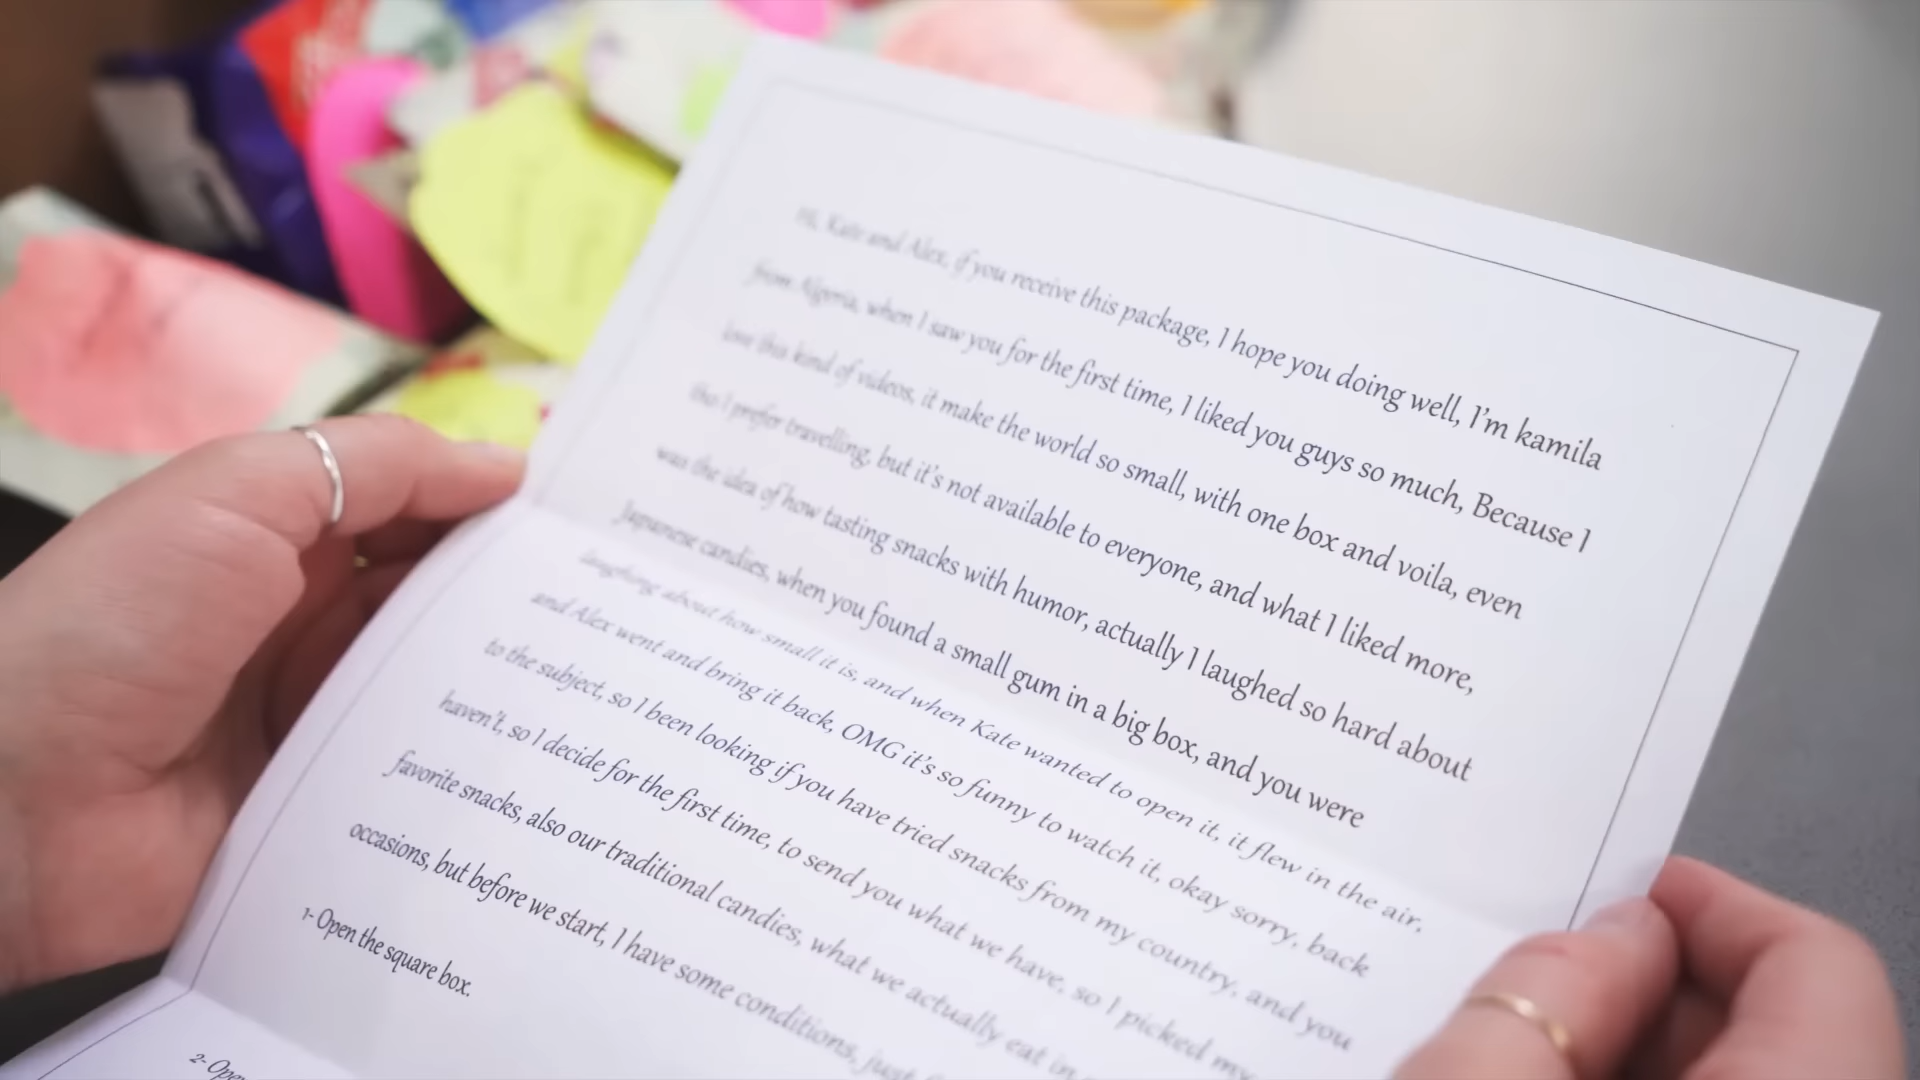 Hi, Kate and Alex, if you receive this package, I hope you doing well, I'm kamila
from Algeria, when I saw you for the first time, I liked you guys so much, Because I
love this kind of videos, it make the world so small, with one box and voila, even
tho I prefer travelling, but it's not available to everyone, and what I liked more,
was the idea of how tasting snacks with humor, actually I laughed so hard about
Japanese candies, when you found a small gum in a big box, and you were
laughing about how small it is, and when Kate wanted to open it, it flew in the air,
and Alex went and bring it back, OMG it's so funny to watch it, okay sorry, back
to the subject, so I been looking if you have tried snacks from my country, and you
haven't, so I decide for the first time, to send you what we have, so I picked my
favorite snacks, also our traditional candies, what we actually eat in
occasions, but before we start, I have some conditions, just
1- Open the square box.
2-